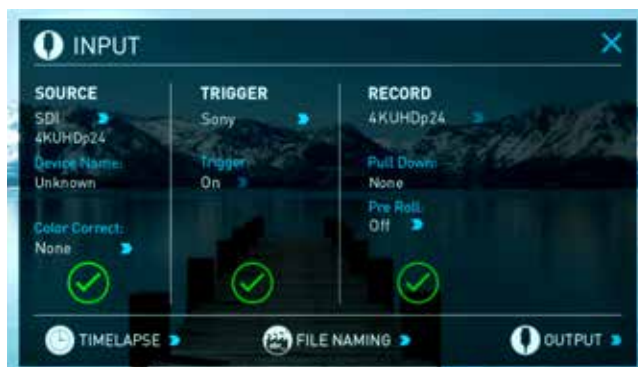 INPUT
SOURCE
SDI
4KUHDp24
Device Name:
Unknown
Color Correct:
None
TRIGGER
Sony
Trigger
On
RECORD
4KUHDp24
Pull Down:
None
Pre Roll:
Off
TIMELAPSE
FILE NAMING
OUTPUT